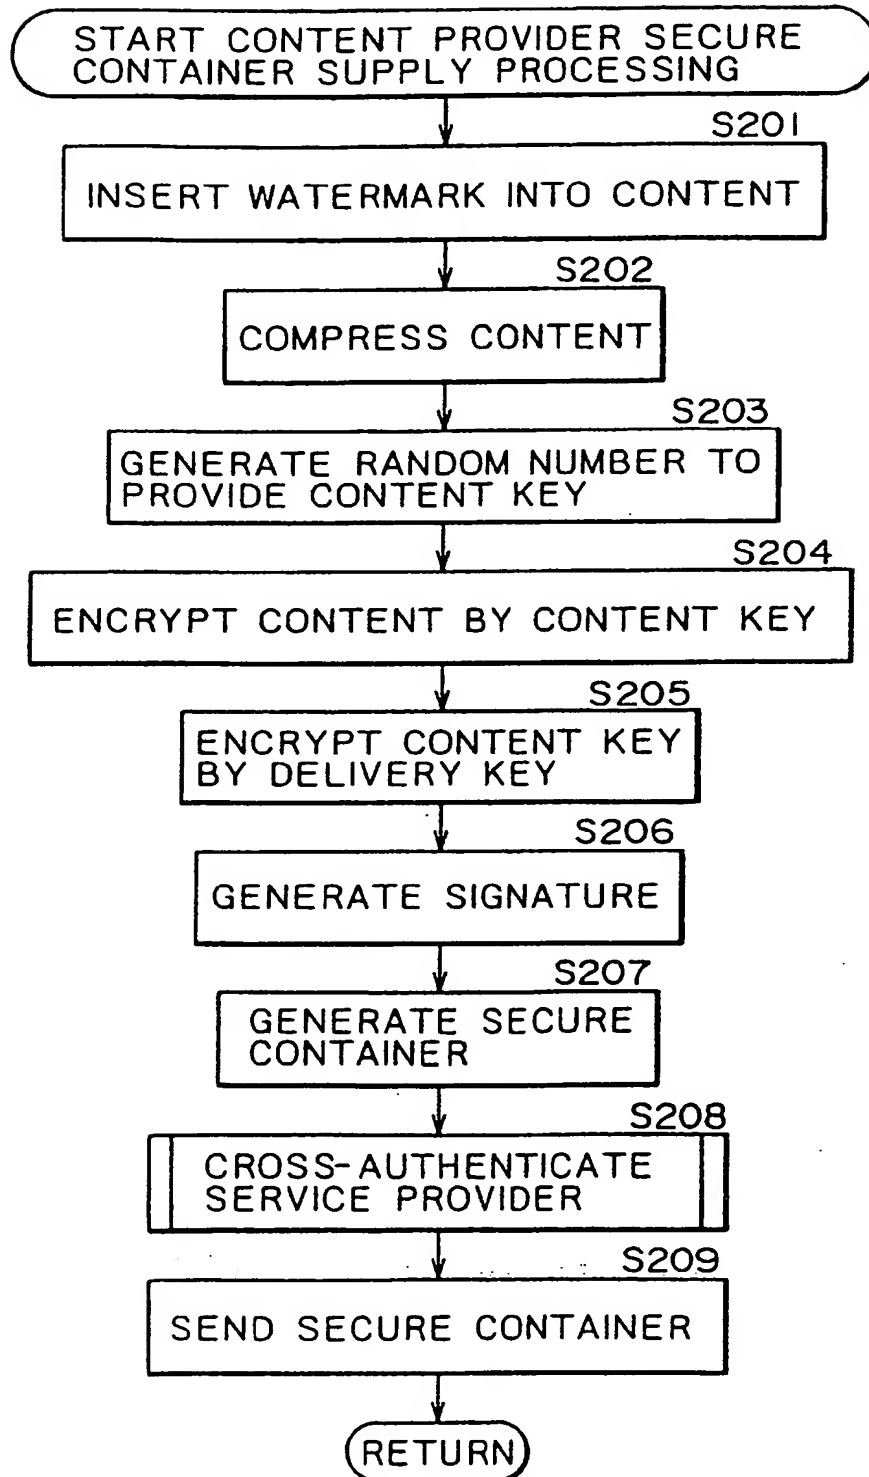 START CONTENT PROVIDER SECURE
CONTAINER SUPPLY PROCESSING
S201
INSERT WATERMARK INTO CONTENT
S202
COMPRESS CONTENT
S203
GENERATE RANDOM NUMBER TO
PROVIDE CONTENT KEY
S204
ENCRYPT CONTENT BY CONTENT KEY
S205
ENCRYPT CONTENT KEY
BY DELIVERY KEY
S206
GENERATE SIGNATURE
S207
GENERATE SECURE
CONTAINER
S208
CROSS-AUTHENTICATE
SERVICE PROVIDER
S209
SEND SECURE CONTAINER
RETURN